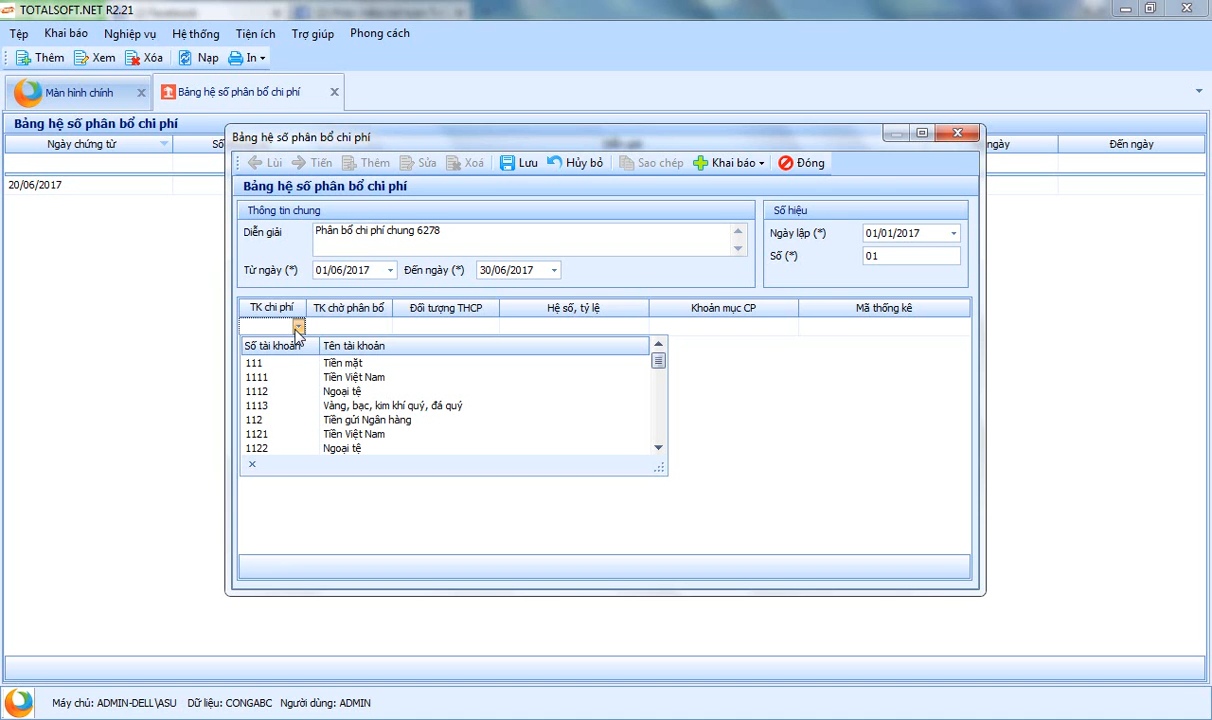 TOTALSOFT.NET R2.21
Tệp Khai báo Nghiệp vụ Hệ thống Tiện ích Trợ giúp Phong cách
Thêm Xem Xóa Nạp In
Màn hình chính Bảng hệ số phân bổ chi phí
Bảng hệ số phân bổ chi phí
Ngày chứng từ Số ngày Đến ngày
20/06/2017
Bảng hệ số phân bổ chi phí
Lùi Tiến Thêm Sửa Xoá Lưu Hủy bỏ Sao chép Khai báo Đóng
Bảng hệ số phân bổ chi phí
Thông tin chung Số hiệu
Diễn giải Phân bổ chi phí chung 6278
Ngày lập (*) 01/01/2017
Số (*) 01
Từ ngày (*) 01/06/2017 Đến ngày (*) 30/06/2017
TK chi phí TK chờ phân bổ Đối tượng THCP Hệ số, tỷ lệ Khoản mục CP Mã thống kê
Số tài khoản Tên tài khoản
111 Tiền mặt
1111 Tiền Việt Nam
1112 Ngoại tệ
1113 Vàng, bạc, kim khí quý, đá quý
112 Tiền gửi Ngân hàng
1121 Tiền Việt Nam
1122 Ngoại tệ
Máy chủ: ADMIN-DELL\ASU Dữ liệu: CONGABC Người dùng: ADMIN